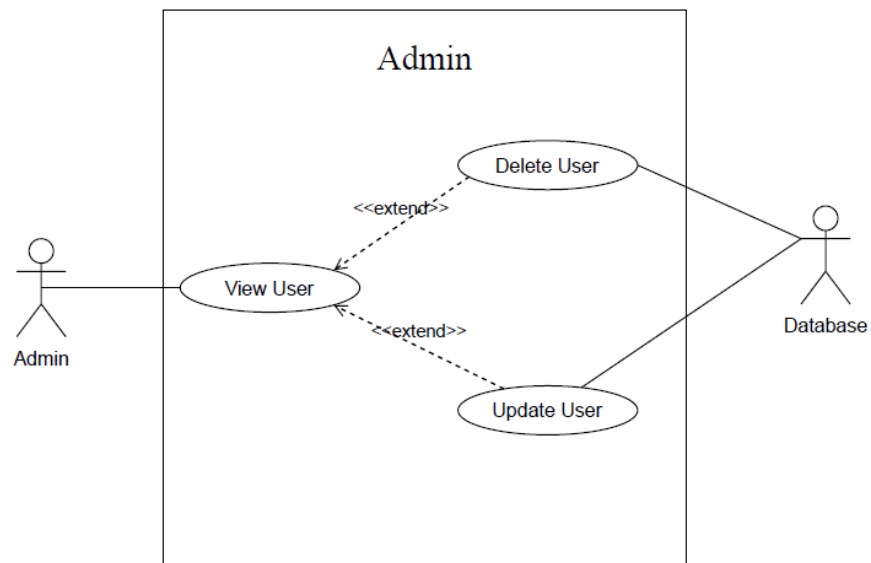 Admin
Delete User
<<extend>>
View User
<<extend>>
Database
Admin
Update User